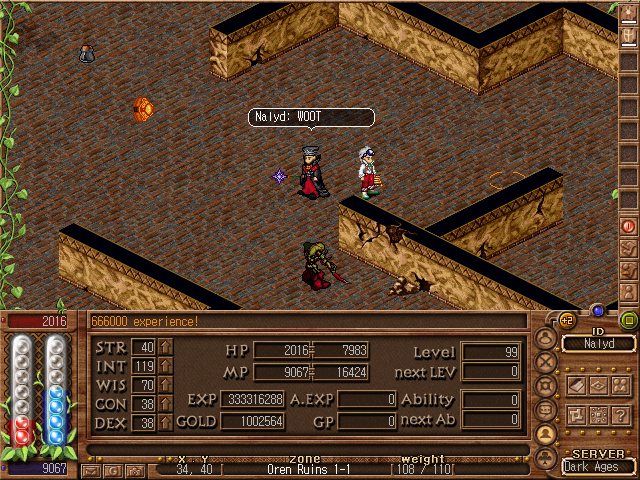 Nalyd: WOOT
2016
666000 experience!
+2
ID
Nalyd
STR 40
INT 119
WIS 70
CON 38
DEX 38
HP 2016 7983
MP 9067 16424
EXP 333316288
A.EXP 0
GOLD 1002564
GP 0
Level 99
next LEV 0
Ability 0
next Ab 0
9067
G
?
X Y
34, 40
zone
Oren Ruins 1-1
weight
108 / 110
SERVER
Dark Ages